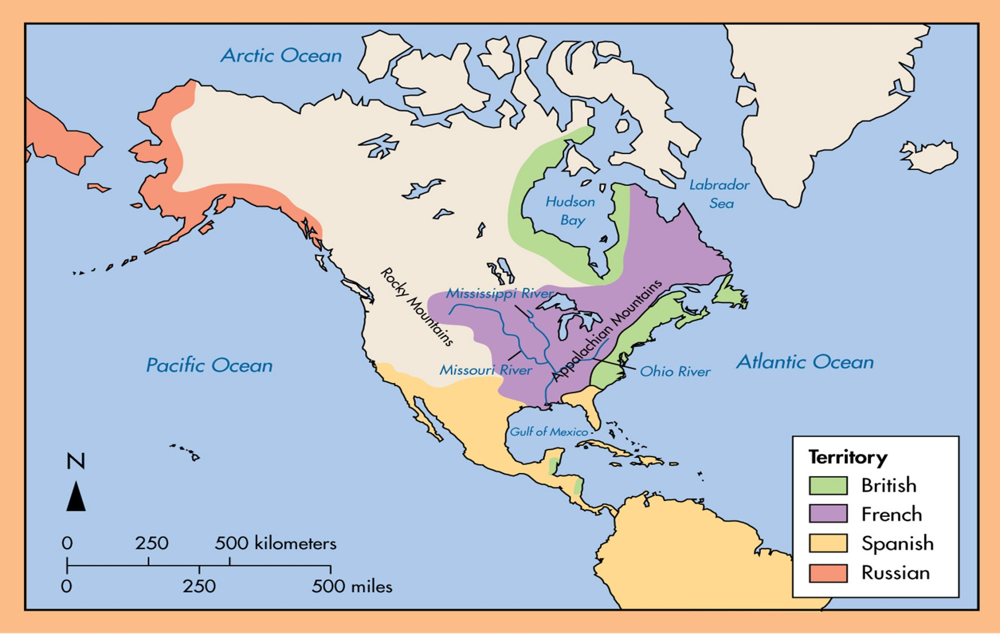 Arctic Ocean
Labrador
Sea
Hudson
Bay
Rocky Mountains
Mississippi River
Appalachian Mountains
Pacific Ocean
Missouri River
Ohio River
Atlantic Ocean
Gulf of Mexico
N
0 250 500 kilometers
0 250 500 miles
Territory
British
French
Spanish
Russian